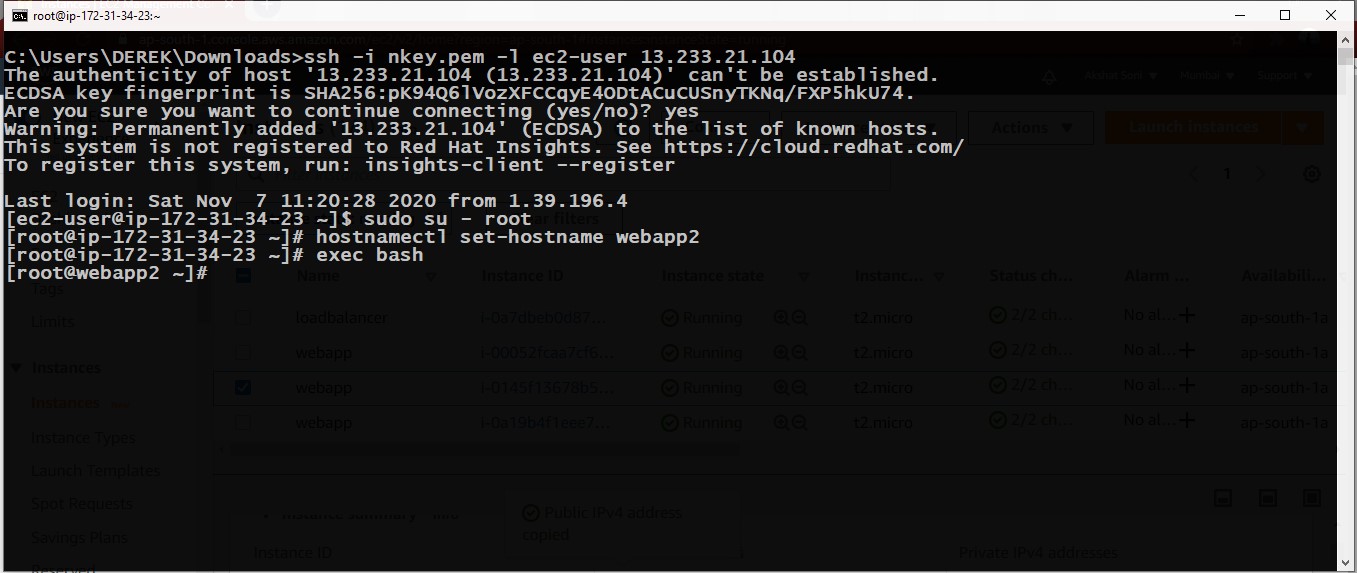 root@ip-172-31-34-23:~
C:\Users\DEREK\Downloads>ssh -i nkey.pem -l ec2-user 13.233.21.104
The authenticity of host '13.233.21.104 (13.233.21.104)' can't be established.
ECDSA key fingerprint is SHA256:pK94Q6lVozXFCCqyE4ODtACuCUSnyTKNq/FXP5hkU74.
Are you sure you want to continue connecting (yes/no)? yes
Warning: Permanently added '13.233.21.104' (ECDSA) to the list of known hosts.
This system is not registered to Red Hat Insights. See https://cloud.redhat.com/
To register this system, run: insights-client --register
Last login: Sat Nov  7 11:20:28 2020 from 1.39.196.4
[ec2-user@ip-172-31-34-23 ~]$ sudo su - root
[root@ip-172-31-34-23 ~]# hostnamectl set-hostname webapp2
[root@ip-172-31-34-23 ~]# exec bash
[root@webapp2 ~]#
Mumbai Support
Actions Launch instances
1
filters
Name Instance ID Instance state Instanc... Status ch... Alarm ... Availabili...
Tags
Limits
loadbalancer i-0a7dbeb0d87... Running t2.micro 2/2 ch... No al... ap-south-1a
webapp i-00052fcaa7cf6... Running t2.micro 2/2 ch... No al... ap-south-1a
Instances
webapp i-0145f13678b5... Running t2.micro 2/2 ch... No al... ap-south-1a
Instances
webapp i-0a19b4f1eee7... Running t2.micro 2/2 ch... No al... ap-south-1a
Instance Types
Launch Templates
Spot Requests
Public IPv4 address
copied
Savings Plans
Instance ID Private IPv4 addresses
Reserved